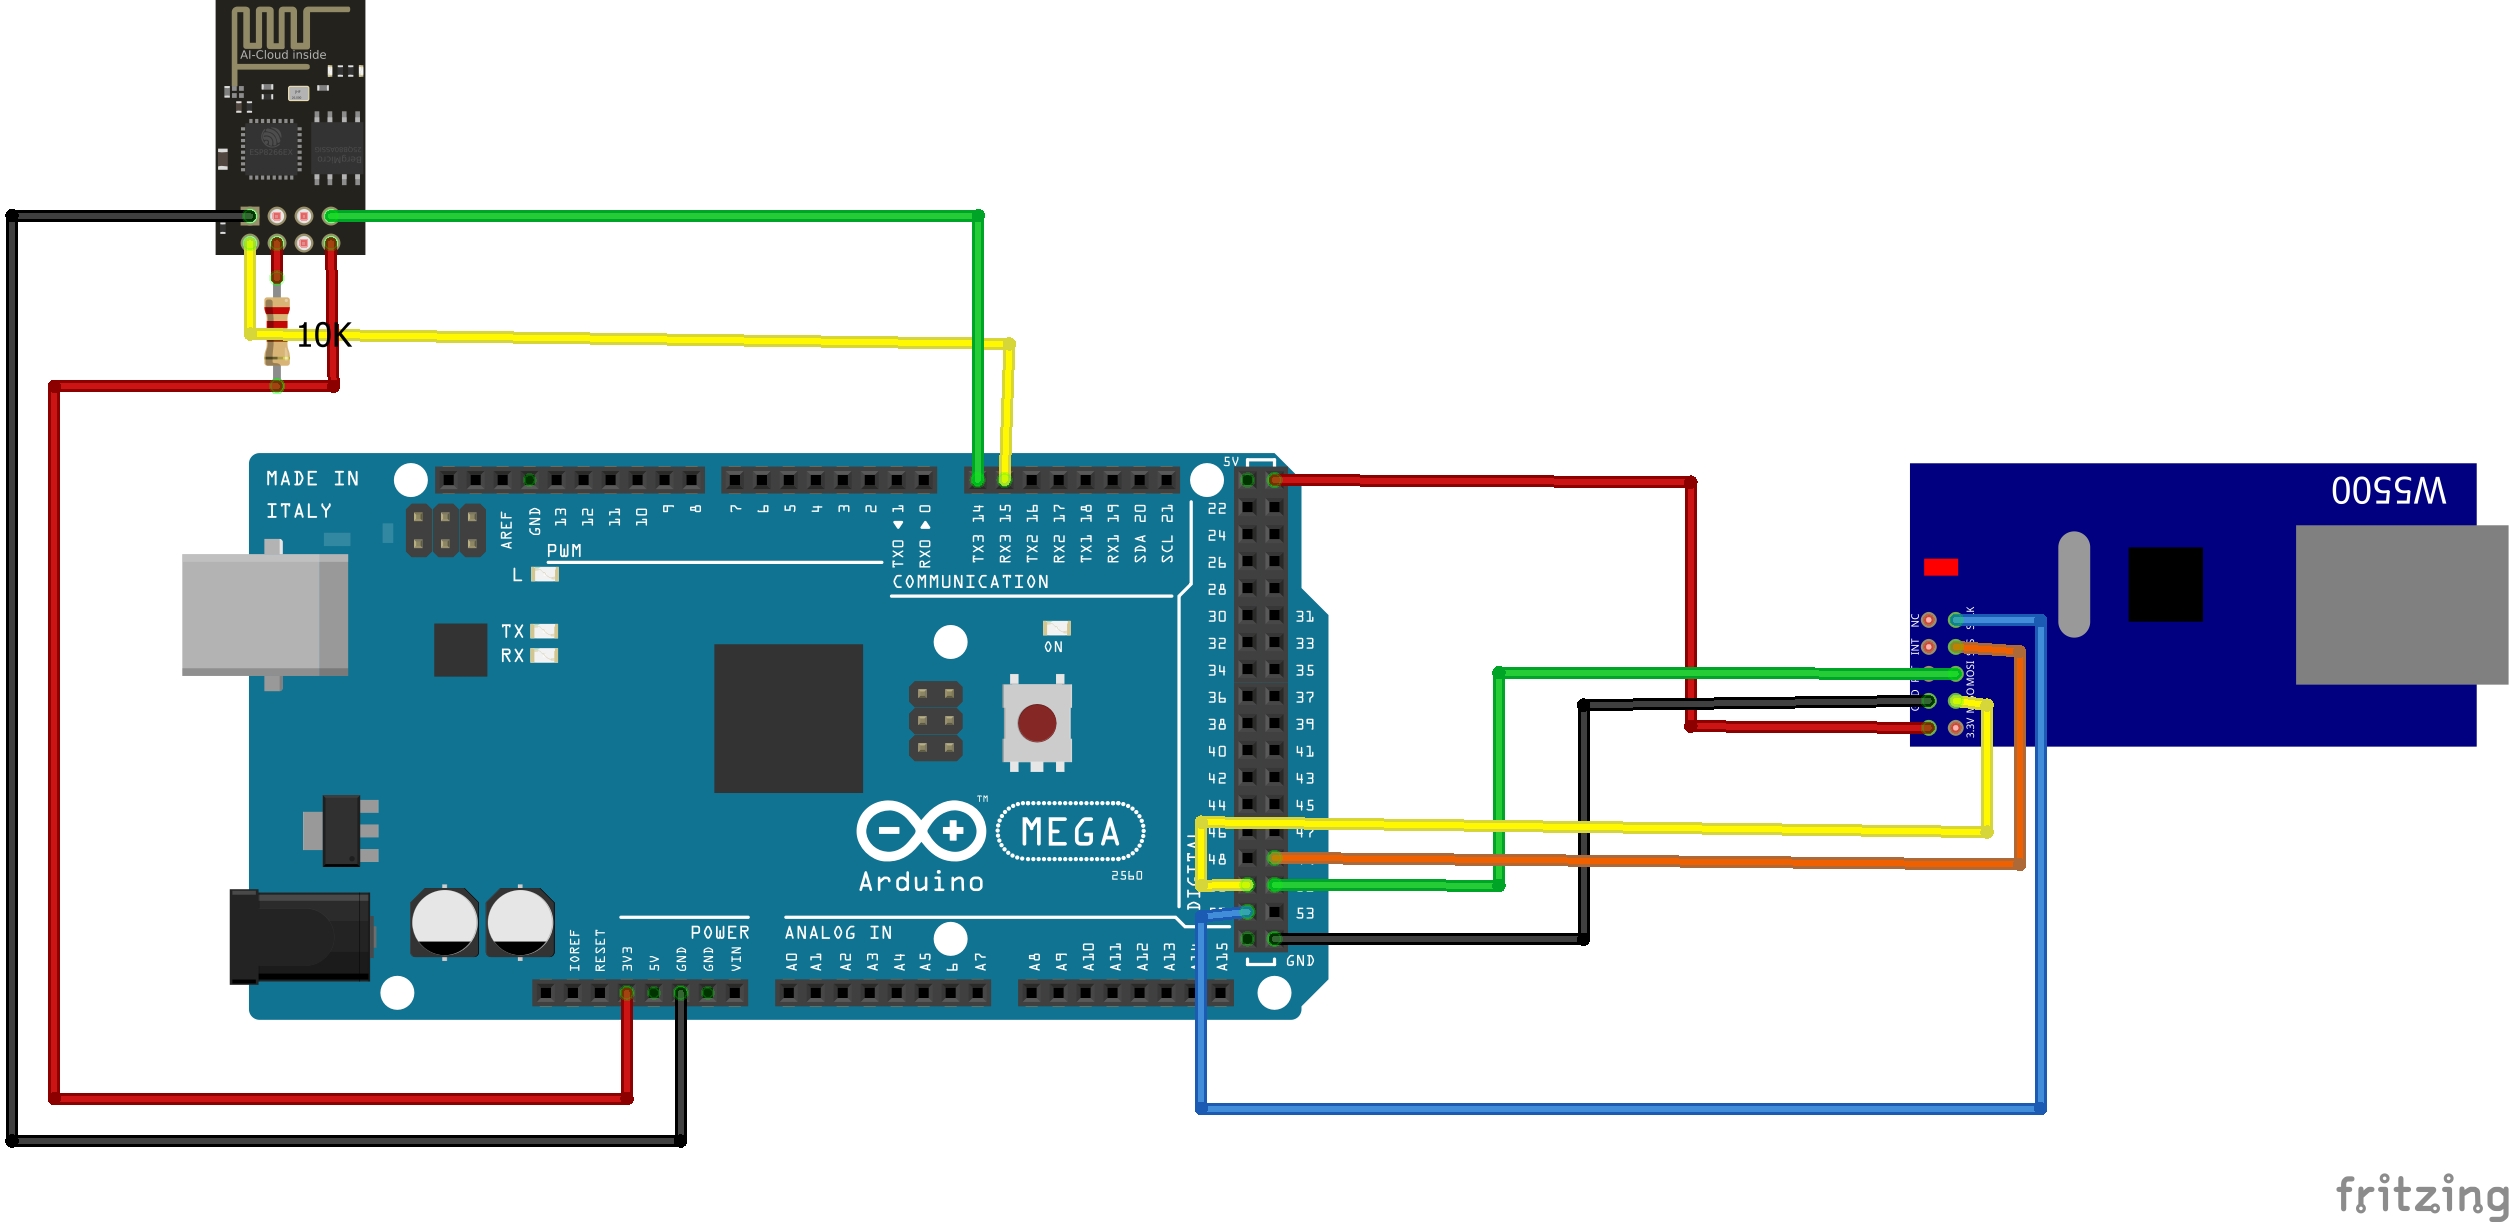 AI-Cloud inside
ESP8266EX
BergMicro
10K
MADE IN
ITALY
AREF
GND
13
12
11
10
9
8
7
6
5
4
3
2
TX0 1
RX0 0
TX3 14
RX3 15
TX2 16
RX2 17
TX1 18
RX1 19
SDA 20
SCL 21
PWM
COMMUNICATION
L
TX
RX
ON
5V
22
24
26
28
30 31
32 33
34 35
36 37
38 39
40 41
42 43
44 45
46 47
48
53
GND
DIGITAL
MEGA
TM
2560
Arduino
POWER
ANALOG IN
IOREF
RESET
3V3
5V
GND
GND
VIN
A0
A1
A2
A3
A4
A5
6
A7
A8
A9
A10
A11
A12
A13
A15
W5500
NC
INT
MOSI
3.3V
fritzing